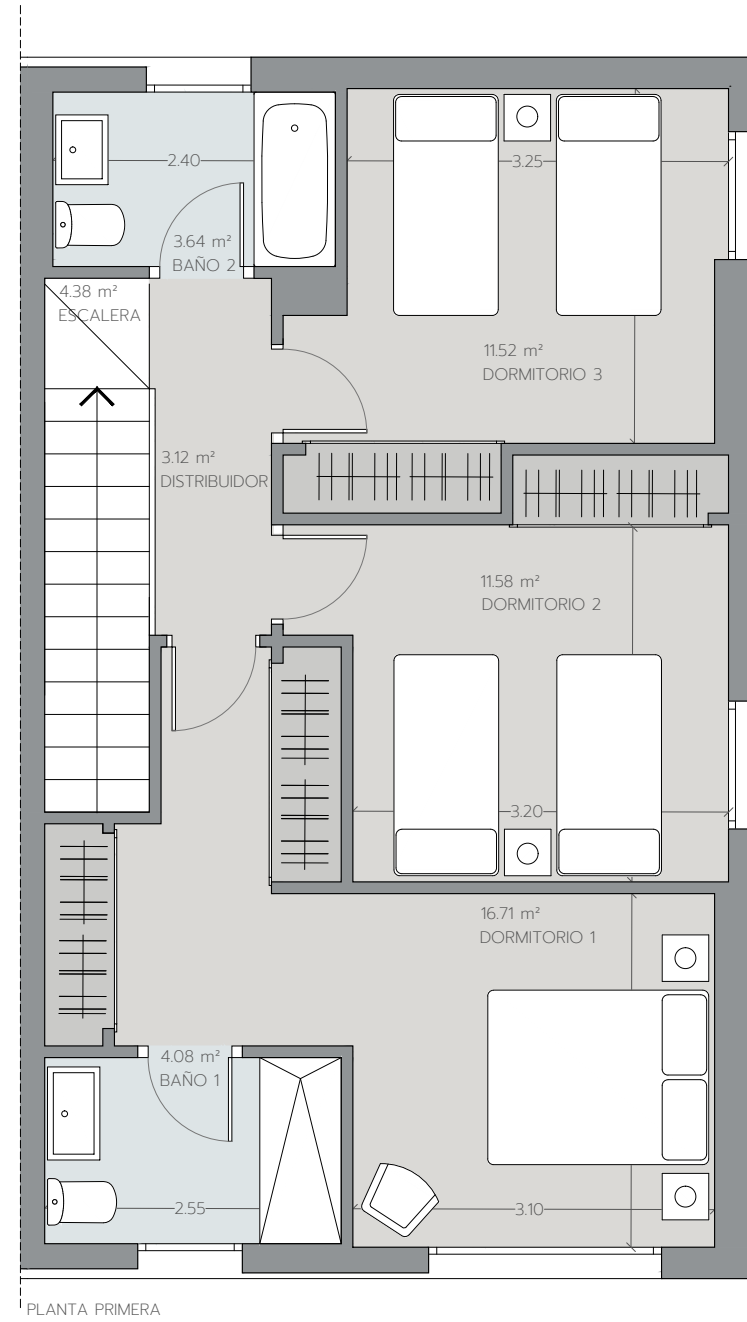 2.40
3.25
3.64 m²
BAÑO 2
4.38 m²
ESCALERA
11.52 m²
DORMITORIO 3
3.12 m²
DISTRIBUIDOR
11.58 m²
DORMITORIO 2
3.20
16.71 m²
DORMITORIO 1
4.08 m²
BAÑO 1
2.55
3.10
PLANTA PRIMERA